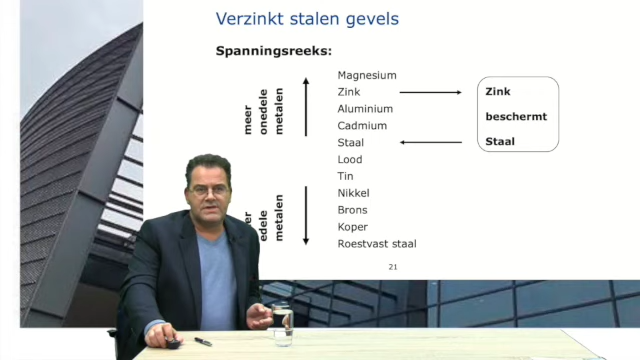 Verzinkt stalen gevels
Spanningsreeks:
meer
onedele
metalen
edele
metalen
Magnesium
Zink
Aluminium
Cadmium
Staal
Lood
Tin
Nikkel
Brons
Koper
Roestvast staal
Zink
beschermt
Staal
21